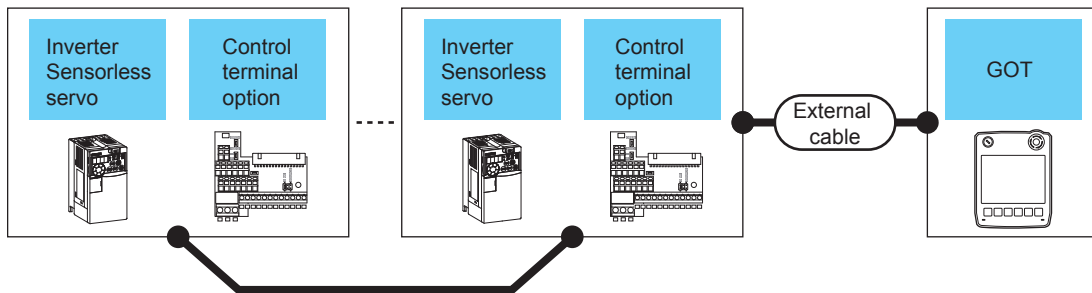 Inverter
Sensorless
servo
Control
terminal
option
Inverter
Sensorless
servo
Control
terminal
option
External
cable
GOT